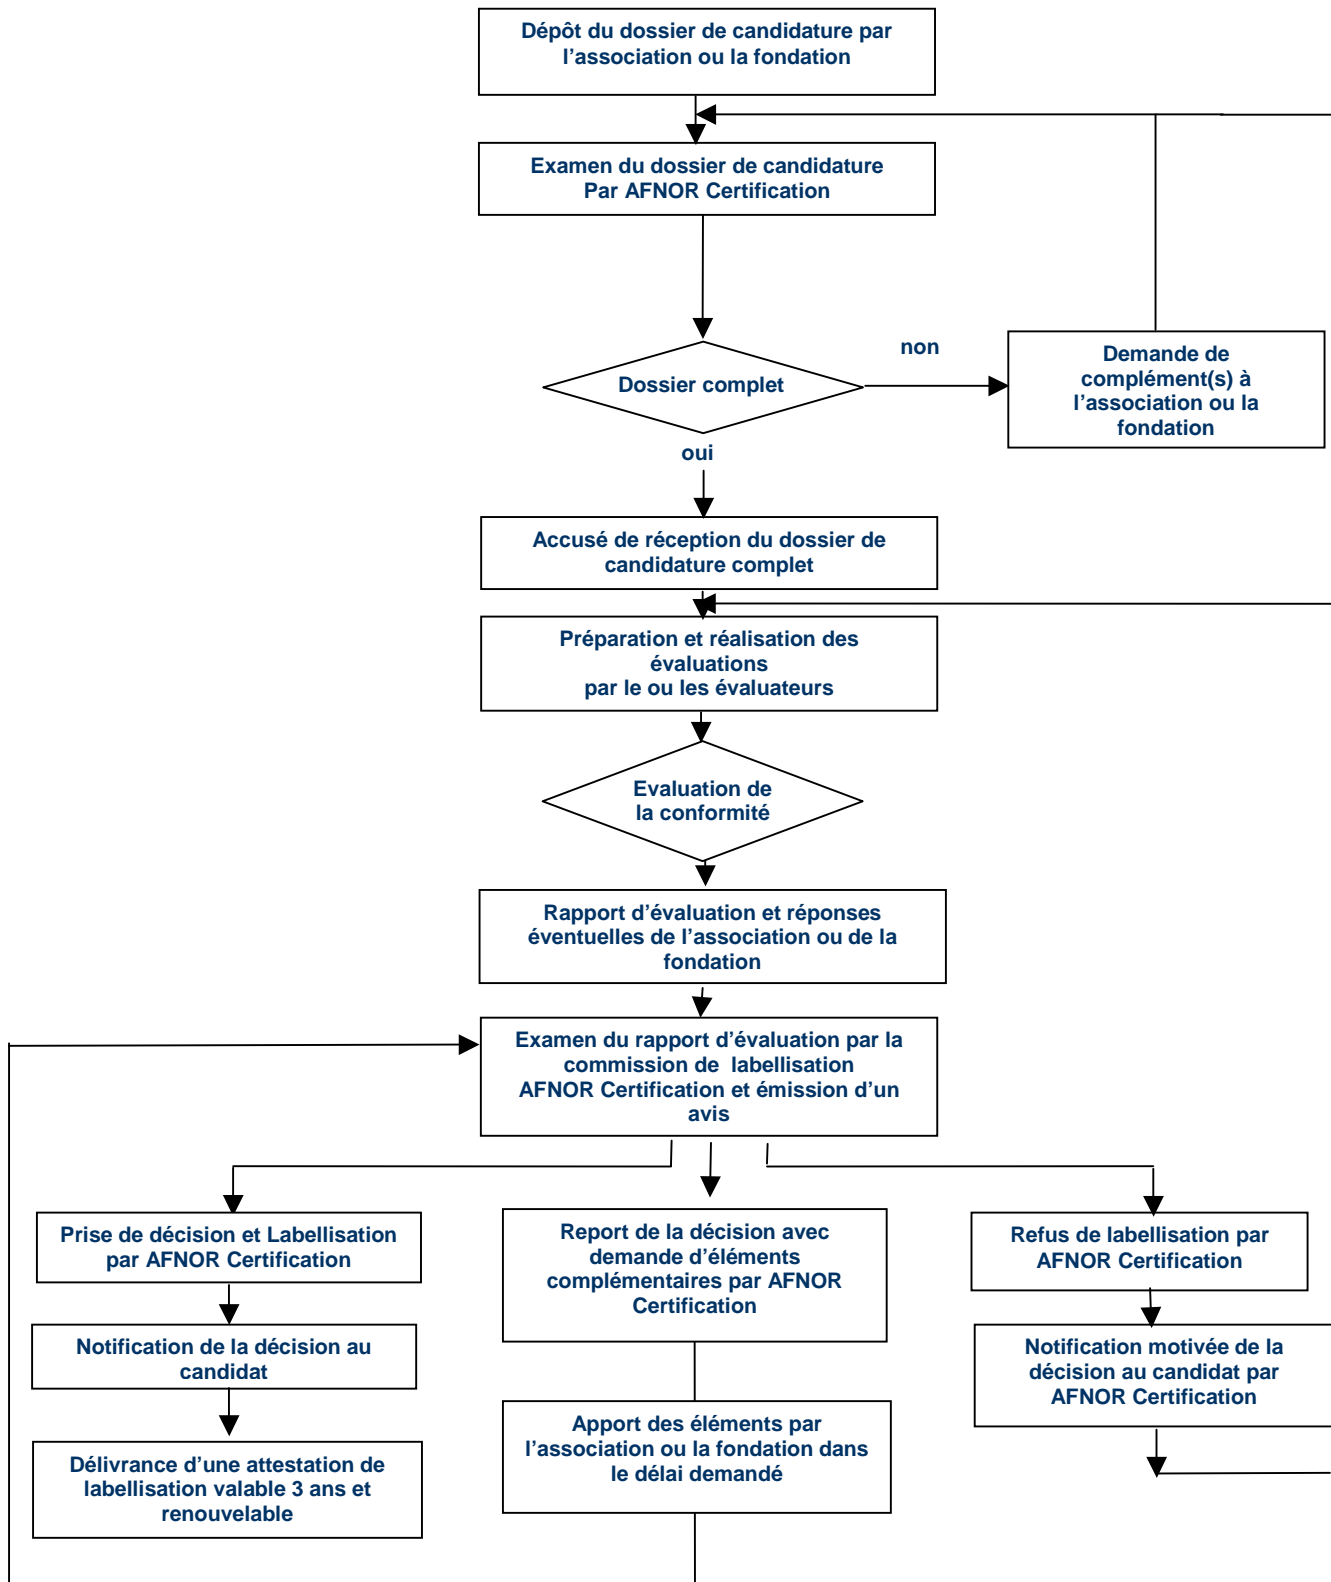 Dépôt du dossier de candidature par
l’association ou la fondation
Examen du dossier de candidature
Par AFNOR Certification
non
Dossier complet
Demande de
complément(s) à
l’association ou la
fondation
oui
Accusé de réception du dossier de
candidature complet
Préparation et réalisation des
évaluations
par le ou les évaluateurs
Evaluation de
la conformité
Rapport d’évaluation et réponses
éventuelles de l’association ou de la
fondation
Examen du rapport d’évaluation par la
commission de labellisation
AFNOR Certification et émission d’un
avis
Prise de décision et Labellisation
par AFNOR Certification
Report de la décision avec
demande d’éléments
complémentaires par AFNOR
Certification
Refus de labellisation par
AFNOR Certification
Notification de la décision au
candidat
Notification motivée de la
décision au candidat par
AFNOR Certification
Apport des éléments par
l’association ou la fondation dans
le délai demandé
Délivrance d’une attestation de
labellisation valable 3 ans et
renouvelable